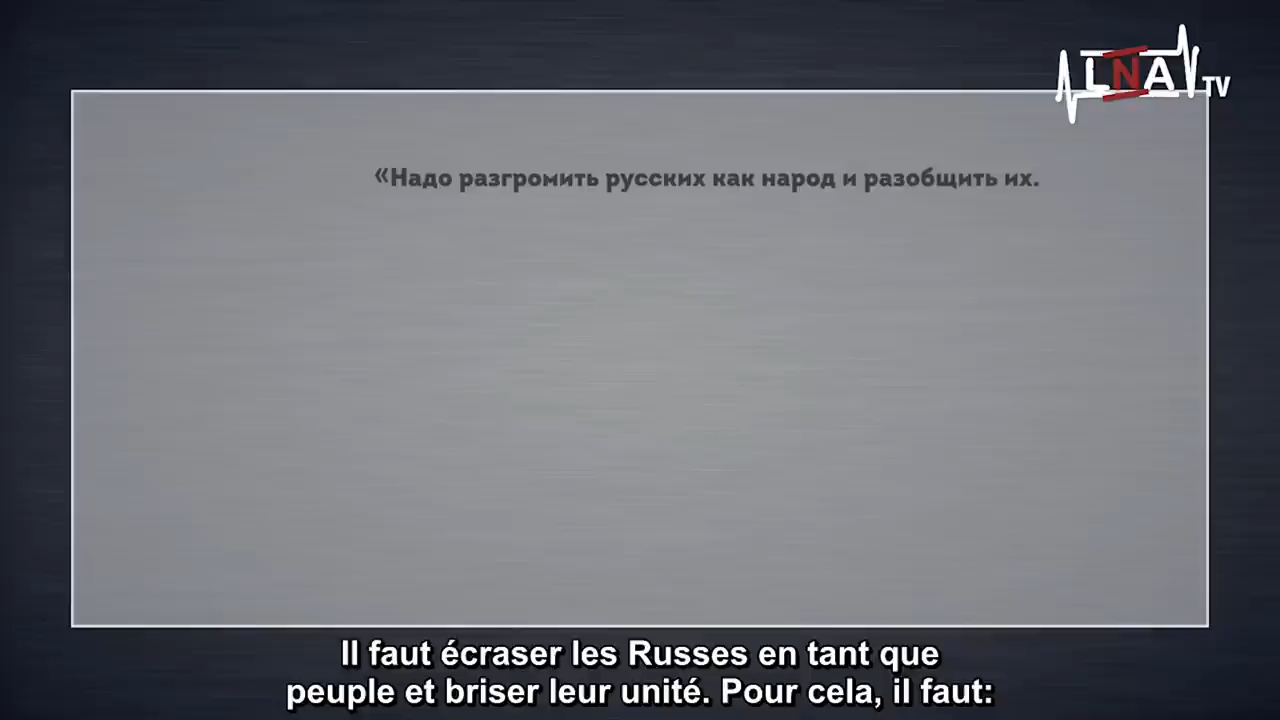 LNA TV
«Надо разгромить русских как народ и разобщить их.
Il faut écraser les Russes en tant que
peuple et briser leur unité. Pour cela, il faut: